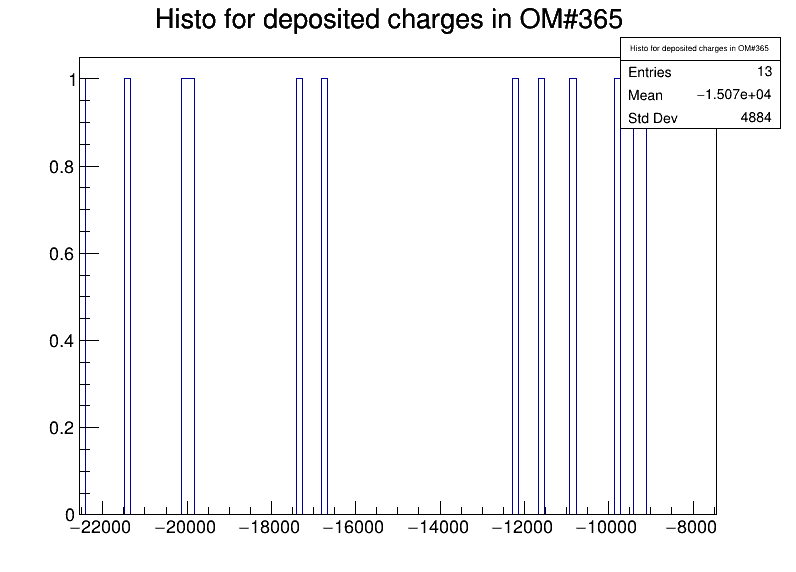 Histo for deposited charges in OM#365
Histo for deposited charges in OM#365
Entries 13
Mean −1.507e+04
Std Dev 4884
1
0.8
0.6
0.4
0.2
0
−22000 −20000 −18000 −16000 −14000 −12000 −10000 −8000